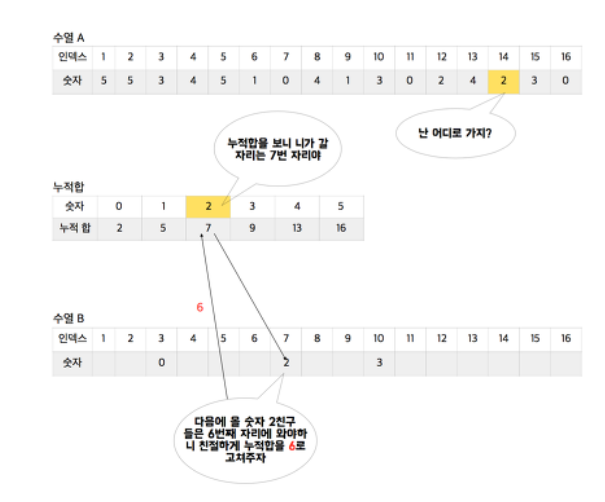 수열 A
인덱스 1 2 3 4 5 6 7 8 9 10 11 12 13 14 15 16
숫자 5 5 3 4 5 1 0 4 1 3 0 2 4 2 3 0
난 어디로 가지?
누적합을 보니 니가 갈
자리는 7번 자리야
누적합
숫자 0 1 2 3 4 5
누적 합 2 5 7 9 13 16
6
수열 B
인덱스 1 2 3 4 5 6 7 8 9 10 11 12 13 14 15 16
숫자 0 2 3
다음에 올 숫자 2친구
들은 6번째 자리에 와야하
니 친절하게 누적합을 6로
고쳐주자